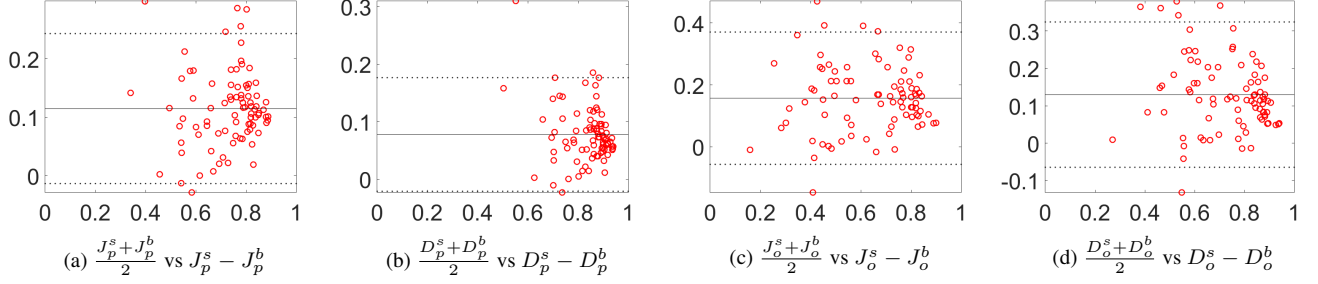 0.2
0.1
0
0 0.2 0.4 0.6 0.8 1
(a) $\frac{J_p^s+J_p^b}{2}$ vs $J_p^s - J_p^b$
0.3
0.2
0.1
0
0 0.2 0.4 0.6 0.8 1
(b) $\frac{D_p^s+D_p^b}{2}$ vs $D_p^s - D_p^b$
0.4
0.2
0
0 0.2 0.4 0.6 0.8 1
(c) $\frac{J_o^s+J_o^b}{2}$ vs $J_o^s - J_o^b$
0.3
0.2
0.1
0
-0.1
0 0.2 0.4 0.6 0.8 1
(d) $\frac{D_o^s+D_o^b}{2}$ vs $D_o^s - D_o^b$